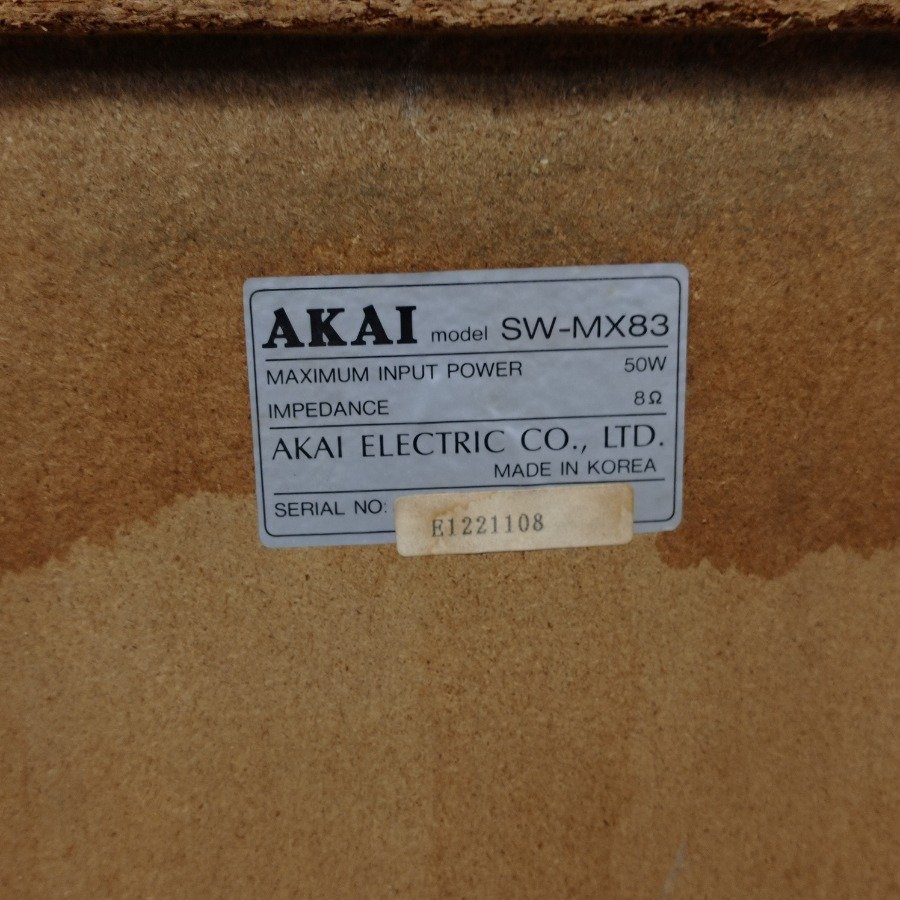 AKAI model SW-MX83
MAXIMUM INPUT POWER 50W
IMPEDANCE 8Ω
AKAI ELECTRIC CO., LTD.
MADE IN KOREA
SERIAL NO: E1221108